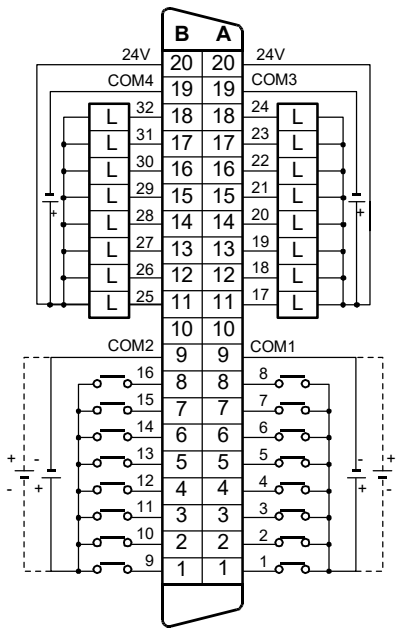 B A
24V 20 20 24V
COM4 19 19 COM3
L 32 18 18 24 L
L 31 17 17 23 L
L 30 16 16 22 L
L 29 15 15 21 L
+ +
L 28 14 14 20 L
L 27 13 13 19 L
L 26 12 12 18 L
L 25 11 11 17 L
10 10
COM2 9 9 COM1
16 8 8 8
15 7 7 7
14 6 6 6
+ - 13 5 5 5 - +
- + 12 4 4 4 + -
11 3 3 3
10 2 2 2
9 1 1 1